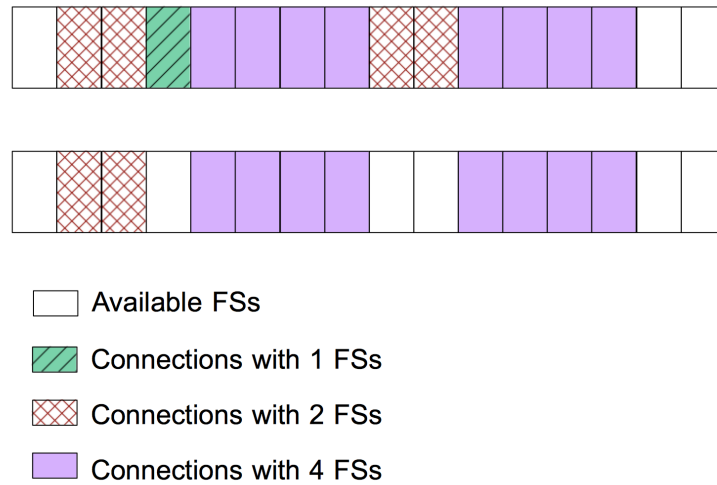 Available FSs
Connections with 1 FSs
Connections with 2 FSs
Connections with 4 FSs